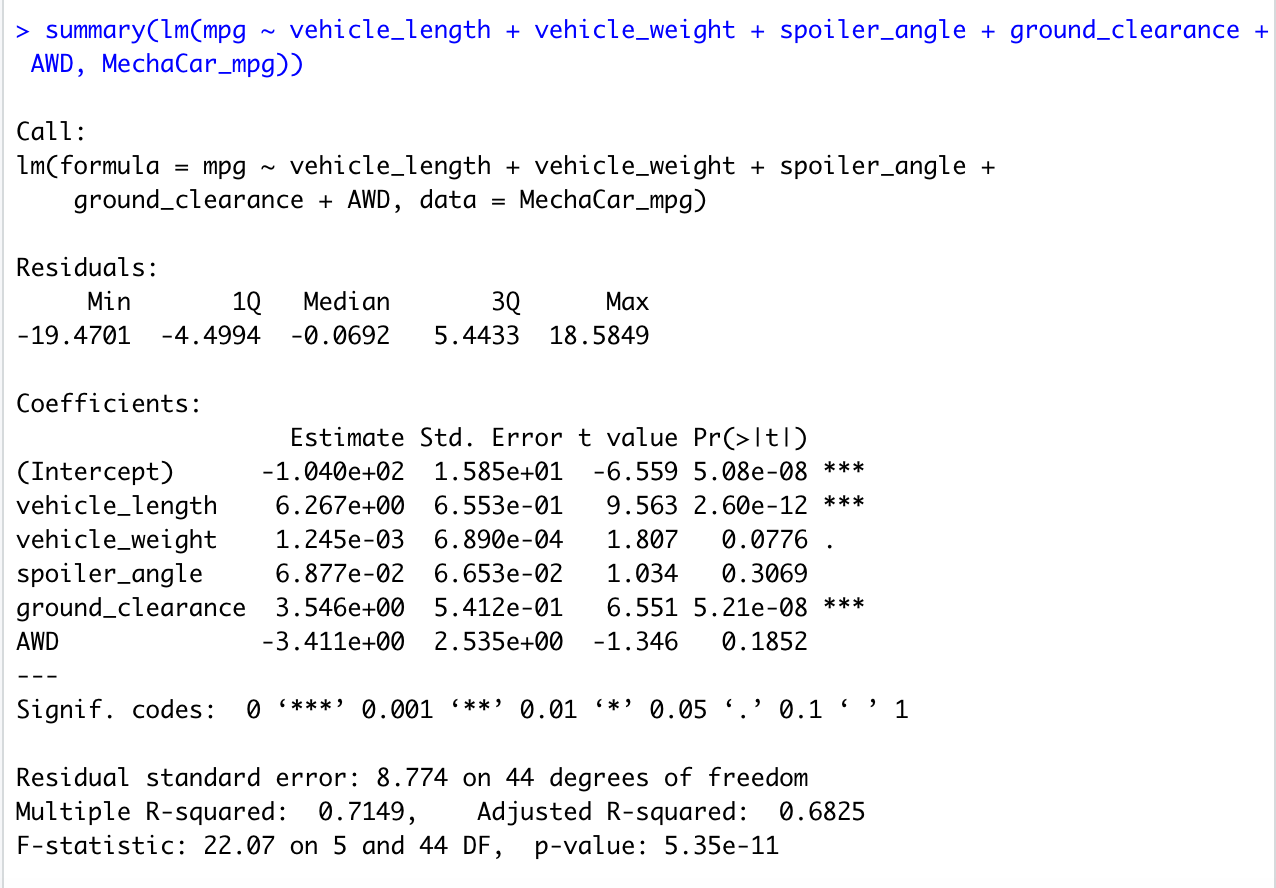 > summary(lm(mpg ~ vehicle_length + vehicle_weight + spoiler_angle + ground_clearance +
 AWD, MechaCar_mpg))

Call:
lm(formula = mpg ~ vehicle_length + vehicle_weight + spoiler_angle +
    ground_clearance + AWD, data = MechaCar_mpg)

Residuals:
     Min       1Q   Median       3Q      Max
-19.4701  -4.4994  -0.0692   5.4433  18.5849

Coefficients:
                   Estimate Std. Error t value Pr(>|t|)
(Intercept)      -1.040e+02  1.585e+01  -6.559 5.08e-08 ***
vehicle_length    6.267e+00  6.553e-01   9.563 2.60e-12 ***
vehicle_weight    1.245e-03  6.890e-04   1.807   0.0776 .
spoiler_angle     6.877e-02  6.653e-02   1.034   0.3069
ground_clearance  3.546e+00  5.412e-01   6.551 5.21e-08 ***
AWD              -3.411e+00  2.535e+00  -1.346   0.1852
---
Signif. codes:  0 ‘***’ 0.001 ‘**’ 0.01 ‘*’ 0.05 ‘.’ 0.1 ‘ ’ 1

Residual standard error: 8.774 on 44 degrees of freedom
Multiple R-squared:  0.7149,    Adjusted R-squared:  0.6825
F-statistic: 22.07 on 5 and 44 DF,  p-value: 5.35e-11